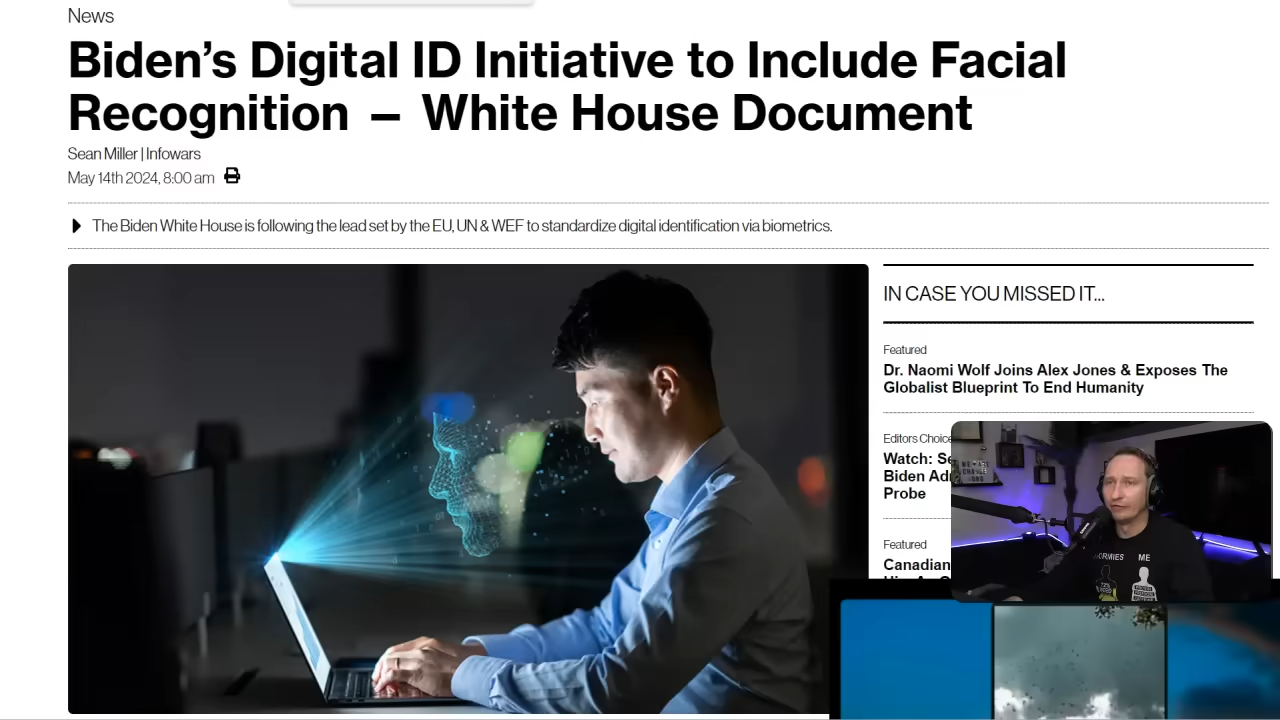 News
Biden’s Digital ID Initiative to Include Facial
Recognition – White House Document
Sean Miller | Infowars
May 14th 2024, 8:00 am
The Biden White House is following the lead set by the EU, UN & WEF to standardize digital identification via biometrics.
IN CASE YOU MISSED IT...
Featured
Dr. Naomi Wolf Joins Alex Jones & Exposes The
Globalist Blueprint To End Humanity
Editors Choice
Watch:
Biden
Probe
Featured
Canadian
ME